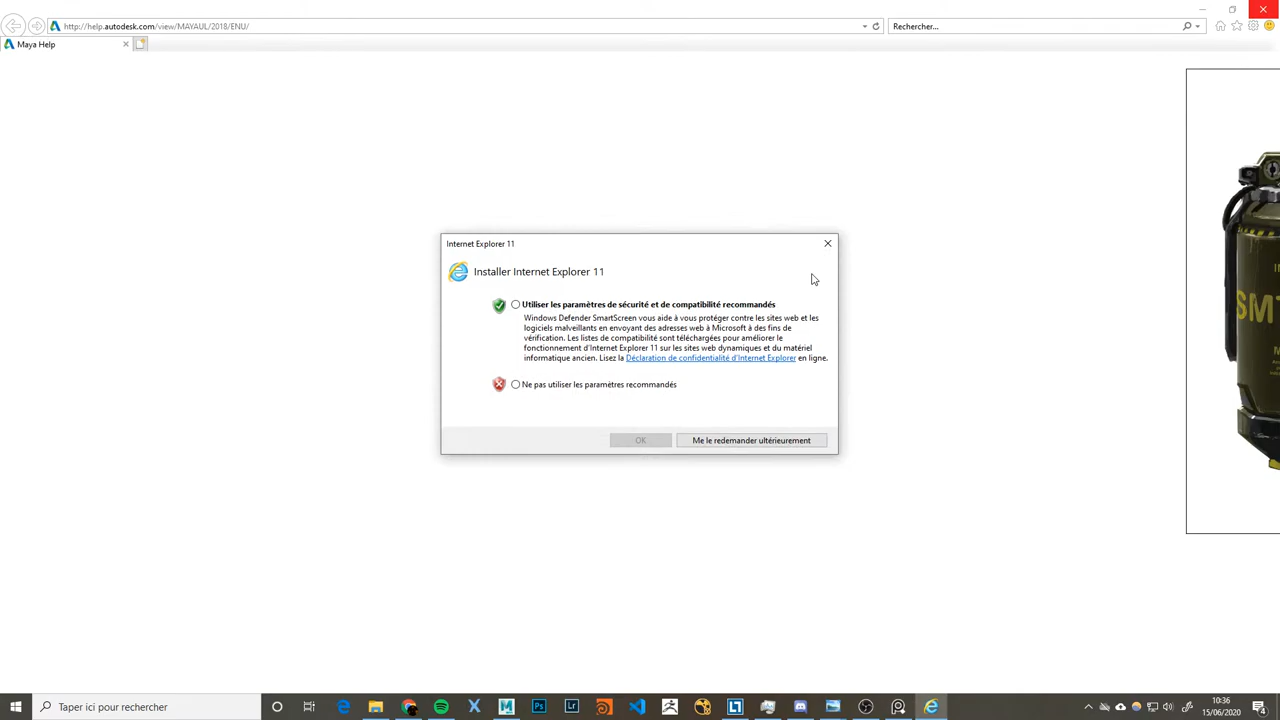 http://help.autodesk.com/view/MAYAUL/2018/ENU/
Rechercher...
Maya Help
Internet Explorer 11
Installer Internet Explorer 11
Utiliser les paramètres de sécurité et de compatibilité recommandés
Windows Defender SmartScreen vous aide à vous protéger contre les sites web et les
logiciels malveillants en envoyant des adresses web à Microsoft à des fins de
vérification. Les listes de compatibilité sont téléchargées pour améliorer le
fonctionnement d'Internet Explorer 11 sur les sites web dynamiques et du matériel
informatique ancien. Lisez la Déclaration de confidentialité d'Internet Explorer en ligne.
Ne pas utiliser les paramètres recommandés
OK
Me le redemander ultérieurement
Taper ici pour rechercher
Ps
Lr
10:36
15/06/2020
4